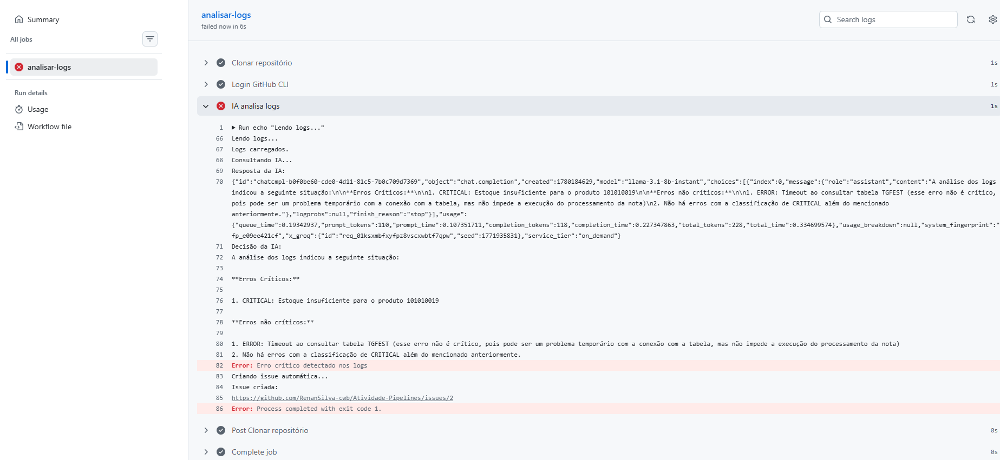 Summary
All jobs
analisar-logs
Run details
Usage
Workflow file
analisar-logs
failed now in 6s
Search logs
Clonar repositório 1s
Login GitHub CLI 1s
IA analisa logs 1s
1 Run echo "Lendo logs..."
66 Lendo logs...
67 Logs carregados.
68 Consultando IA...
69 Resposta da IA:
70 {"id":"chatcmpl-b0f0be60-cde0-4d11-81c5-7b0c709d7369","object":"chat.completion","created":1780184629,"model":"llama-3.1-8b-instant","choices":[{"index":0,"message":{"role":"assistant","content":"A análise dos logs
indicou a seguinte situação:\n\n**Erros Críticos:**\n\n1. CRITICAL: Estoque insuficiente para o produto 101010019\n\n**Erros não críticos:**\n\n1. ERROR: Timeout ao consultar tabela TGFEST (esse erro não é crítico,
pois pode ser um problema temporário com a conexão com a tabela, mas não impede a execução do processamento da nota)\n2. Não há erros com a classificação de CRITICAL além do mencionado
anteriormente."},"logprobs":null,"finish_reason":"stop"}],"usage":
{"queue_time":0.19342937,"prompt_tokens":110,"prompt_time":0.107351711,"completion_tokens":118,"completion_time":0.227347863,"total_tokens":228,"total_time":0.334699574},"usage_breakdown":null,"system_fingerprint":"
fp_e09ee421cf","x_groq":{"id":"req_01ksxmbfxyfpz8vscxwbtf7qpw","seed":1771935831},"service_tier":"on_demand"}
71 Decisão da IA:
72 A análise dos logs indicou a seguinte situação:
73
74 **Erros Críticos:**
75
76 1. CRITICAL: Estoque insuficiente para o produto 101010019
77
78 **Erros não críticos:**
79
80 1. ERROR: Timeout ao consultar tabela TGFEST (esse erro não é crítico, pois pode ser um problema temporário com a conexão com a tabela, mas não impede a execução do processamento da nota)
81 2. Não há erros com a classificação de CRITICAL além do mencionado anteriormente.
82 Error: Erro crítico detectado nos logs
83 Criando issue automática...
84 Issue criada:
85 https://github.com/RenanSilva-cwb/Atividade-Pipelines/issues/2
86 Error: Process completed with exit code 1.
Post Clonar repositório 0s
Complete job 0s